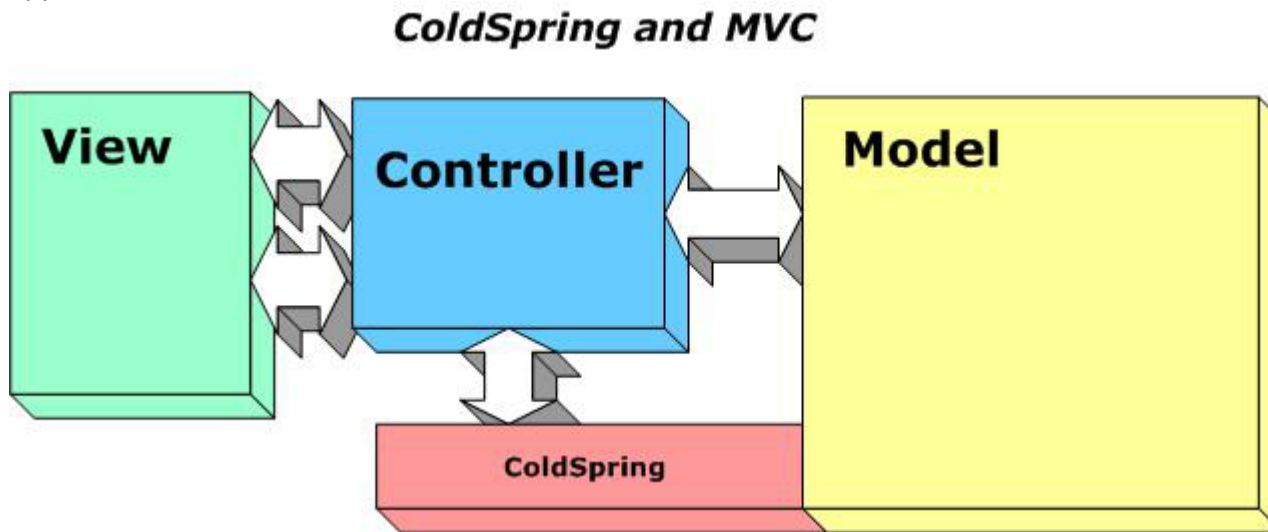 ColdSpring and MVC
View
Controller
Model
ColdSpring